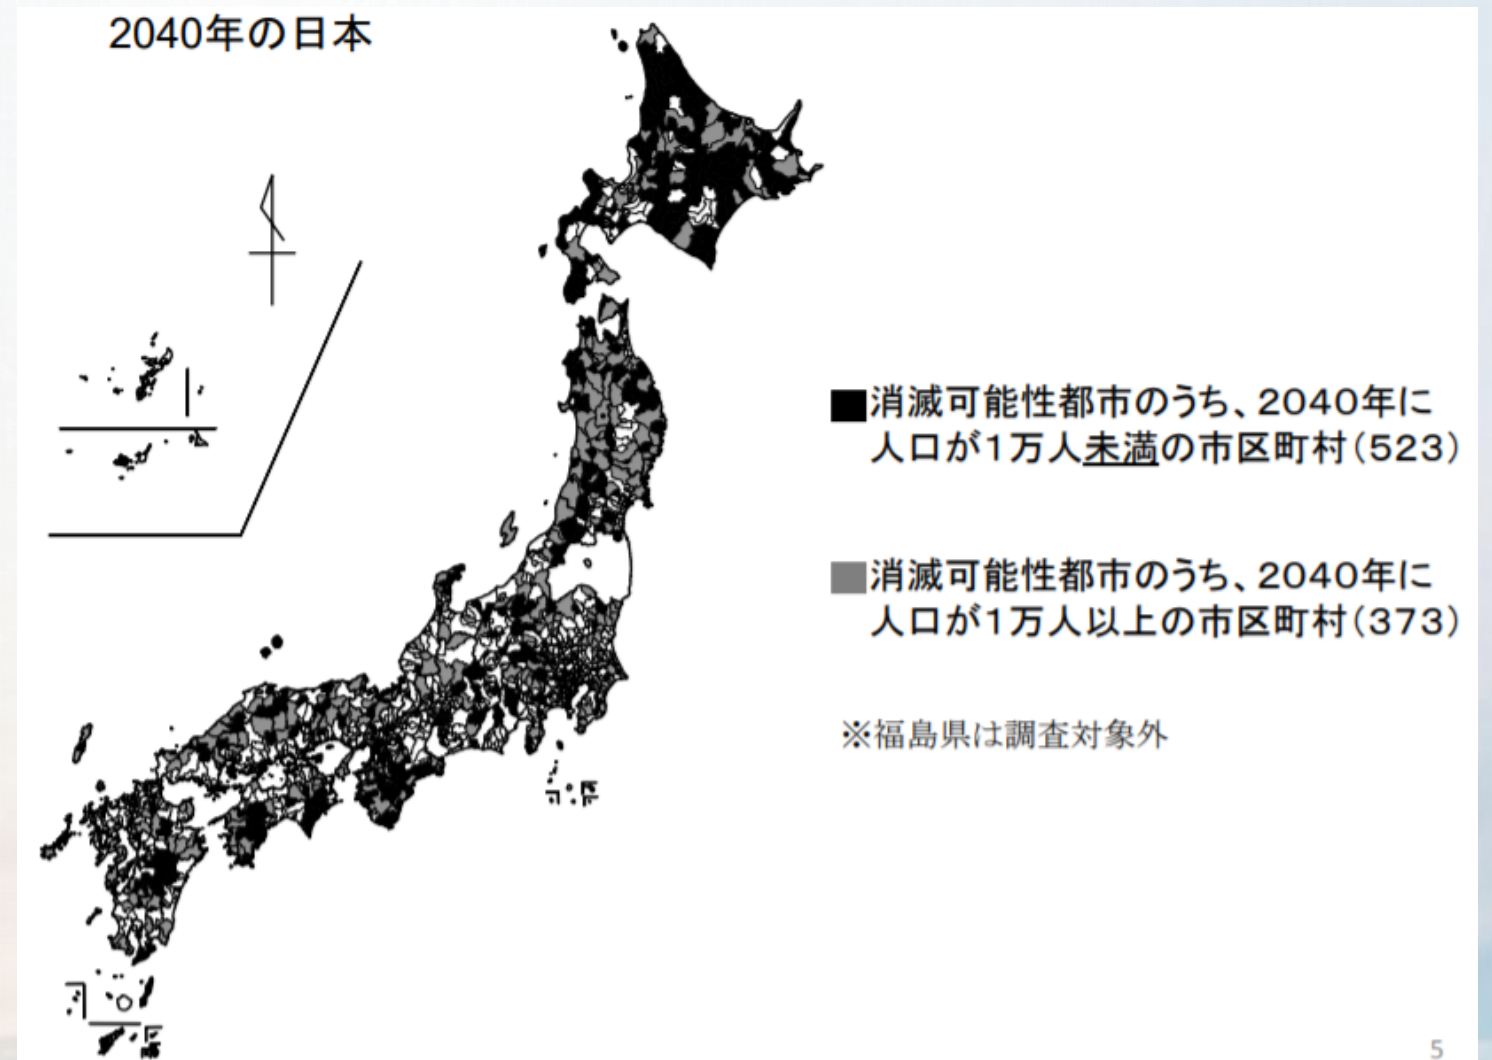 2040年の日本
消滅可能性都市のうち、2040年に
人口が1万人未満の市区町村（523）
消滅可能性都市のうち、2040年に
人口が1万人以上の市区町村（373）
※福島県は調査対象外
5